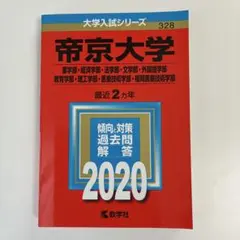 大学入試シリーズ
328
帝京大学
薬学部・経済学部・法学部・文学部・外国語学部
教育学部・理工学部・医療技術学部・福岡医療技術学部
最近2カ年
傾向と対策
過去問
解答
2020
教学社